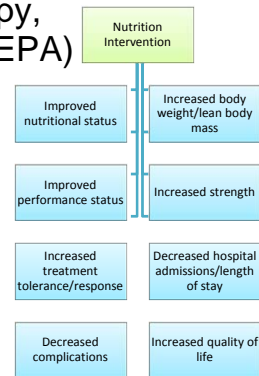 py,
EPA)
Nutrition
Intervention
Improved
nutritional status
Increased body
weight/lean body
mass
Improved
performance status
Increased strength
Increased
treatment
tolerance/response
Decreased hospital
admissions/length
of stay
Decreased
complications
Increased quality of
life